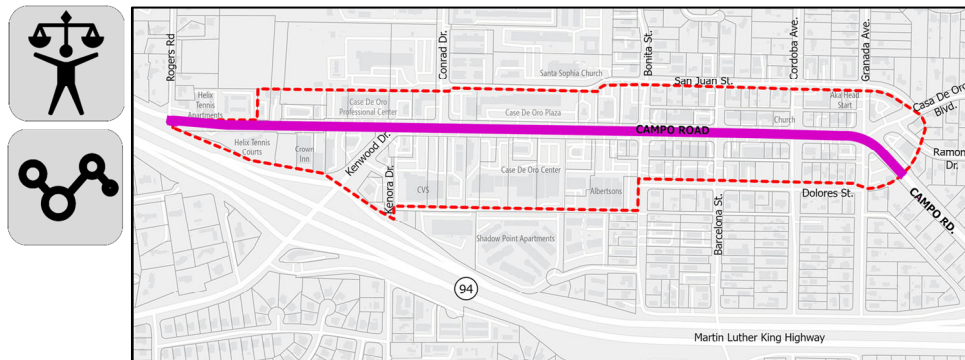 Rogers Rd
Conrad Dr.
Bonita St.
Cordoba Ave.
Granada Ave.
Santa Sophia Church
San Juan St.
Helix
Tennis
Apartments
Case De Oro
Professional Center
Case De Oro Plaza
Aka Head
Start
Casa De Oro
Blvd.
Church
CAMPO ROAD
Helix Tennis
Courts
Crown
Inn
Kenwood Dr.
Ramon
Dr.
Case De Oro Center
Kenora Dr.
CVS
Albertsons
Dolores St.
Barcelona St.
CAMPO RD.
Shadow Point Apartments
94
Martin Luther King Highway